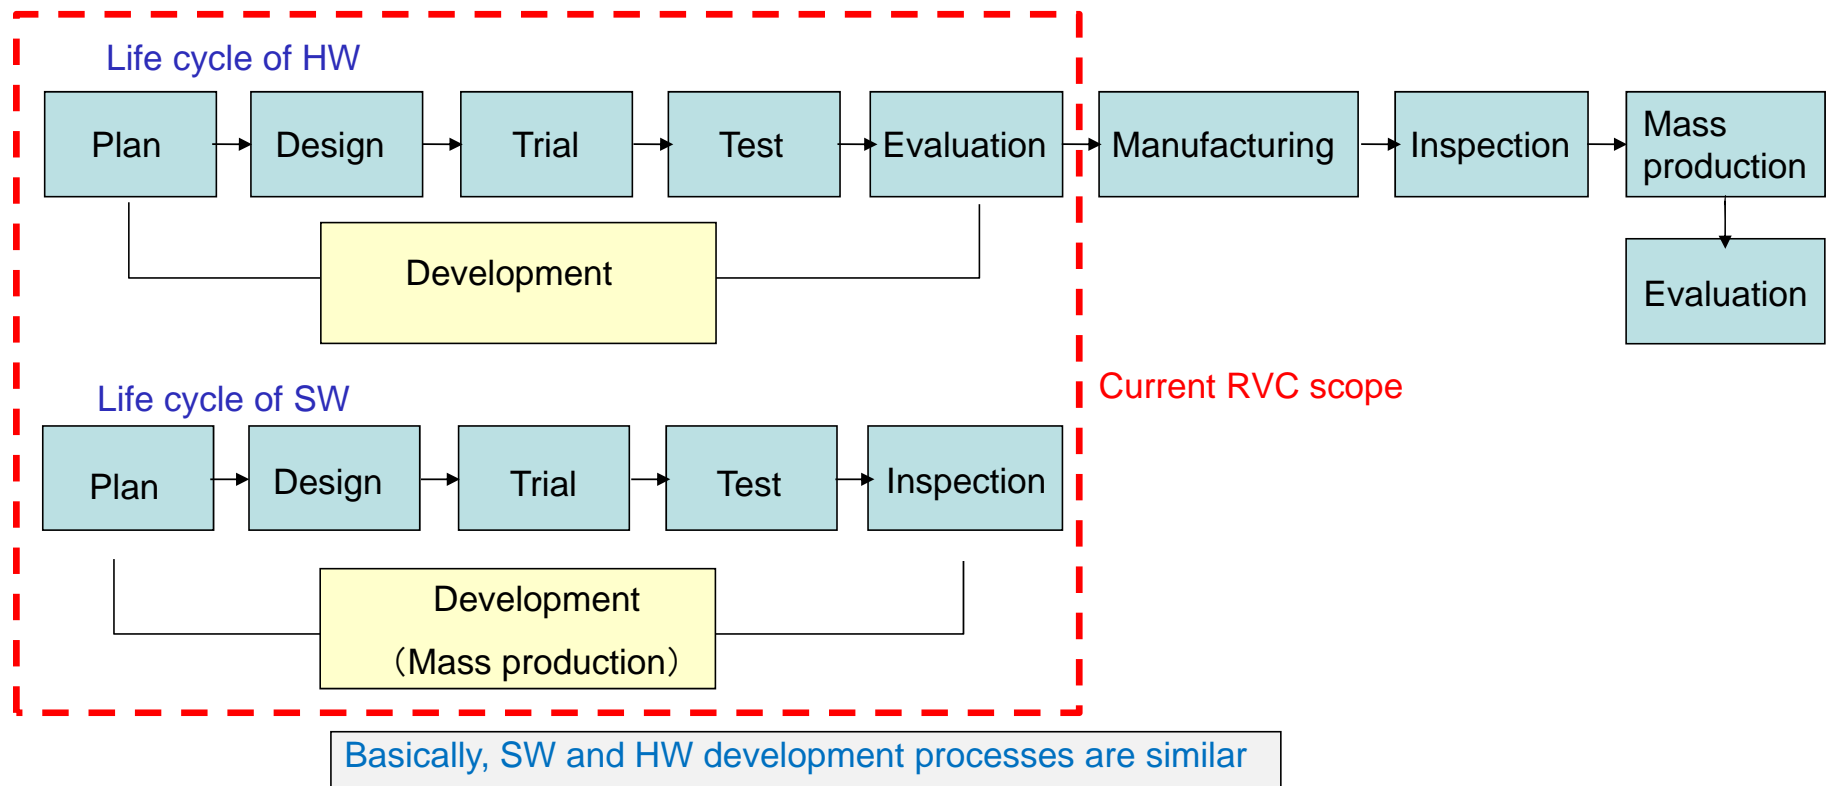 Life cycle of HW
Plan
Design
Trial
Test
Evaluation
Manufacturing
Inspection
Mass
production
Development
Evaluation
Current RVC scope
Life cycle of SW
Plan
Design
Trial
Test
Inspection
Development
（Mass production）
Basically, SW and HW development processes are similar